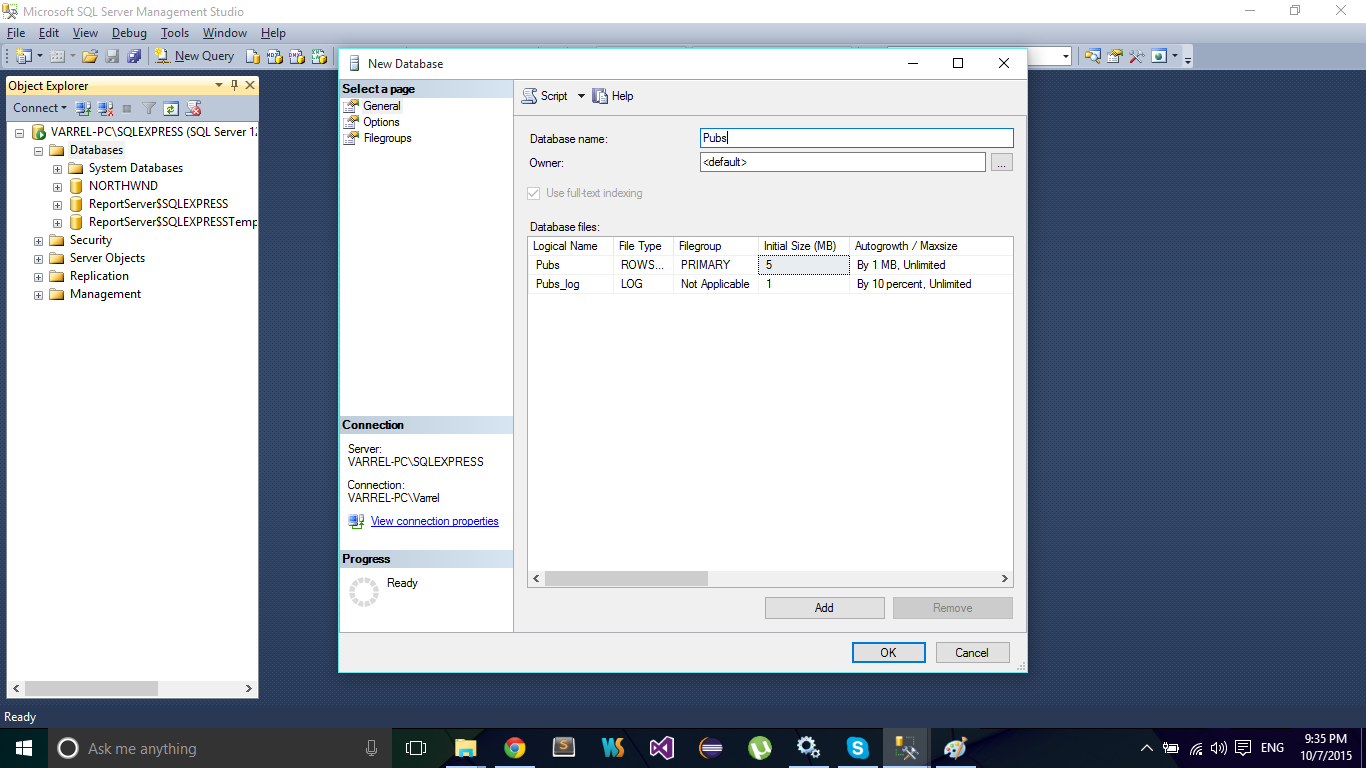 Microsoft SQL Server Management Studio
File Edit View Debug Tools Window Help
New Query
Object Explorer
Connect
VARREL-PC\SQLEXPRESS (SQL Server 12
Databases
System Databases
NORTHWND
ReportServer$SQLEXPRESS
ReportServer$SQLEXPRESSTemp
Security
Server Objects
Replication
Management
New Database
Select a page
General
Options
Filegroups
Script Help
Database name: Pubs
Owner: <default> ...
Use full-text indexing
Database files:
Logical Name File Type Filegroup Initial Size (MB) Autogrowth / Maxsize
Pubs ROWS... PRIMARY 5 By 1 MB, Unlimited
Pubs_log LOG Not Applicable 1 By 10 percent, Unlimited
Connection
Server:
VARREL-PC\SQLEXPRESS
Connection:
VARREL-PC\Varrel
View connection properties
Progress
Ready
Add Remove
OK Cancel
Ready
Ask me anything
ENG
9:35 PM
10/7/2015